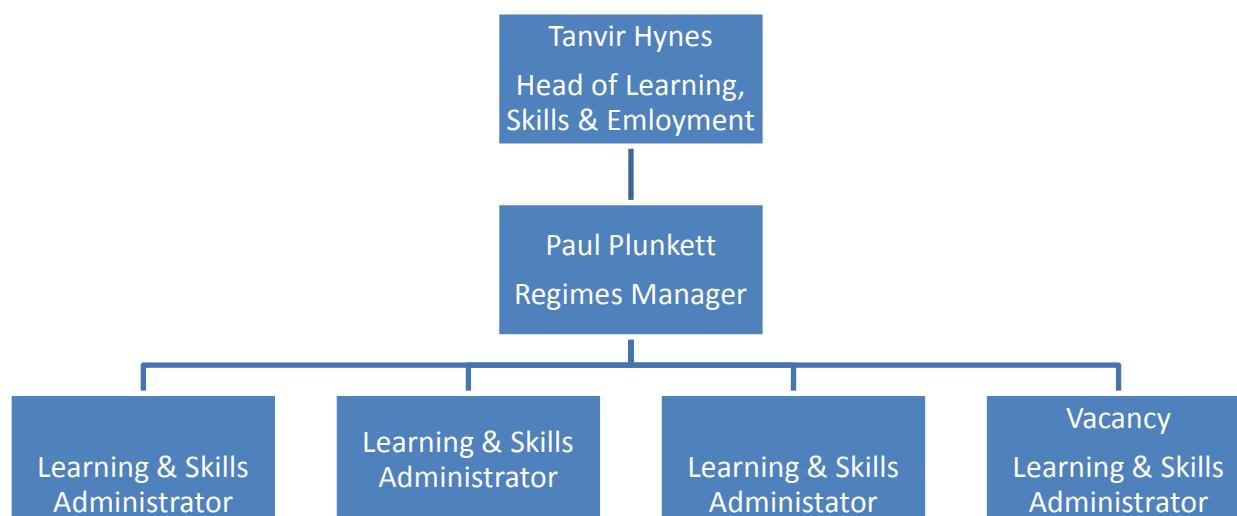 Tanvir Hynes
Head of Learning,
Skills & Emloyment
Paul Plunkett
Regimes Manager
Learning & Skills
Administrator
Learning & Skills
Administrator
Learning & Skills
Administator
Vacancy
Learning & Skills
Administrator